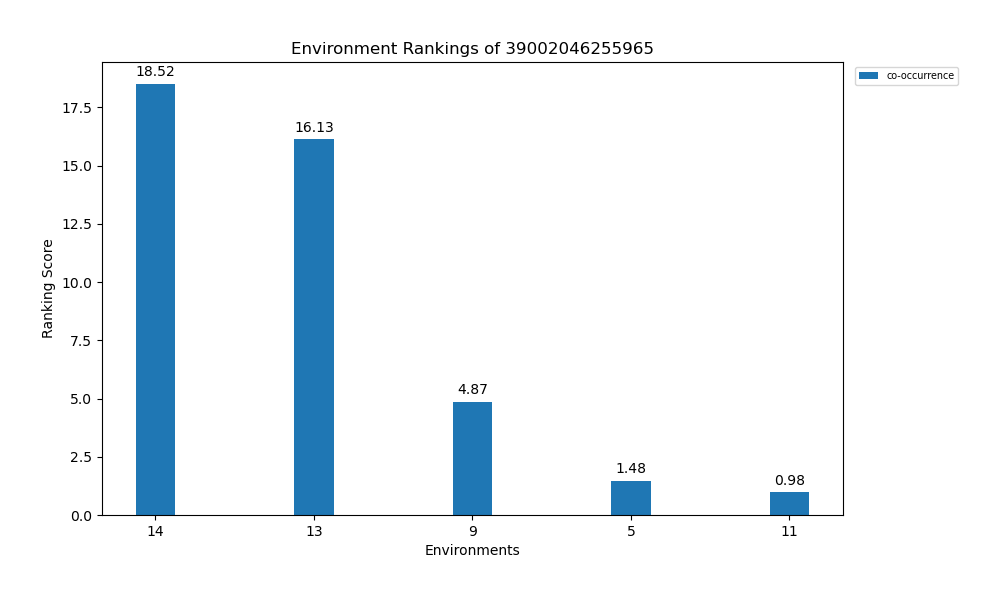 Environment Rankings of 39002046255965
co-occurrence
18.52
16.13
4.87
1.48
0.98
17.5
15.0
12.5
10.0
7.5
5.0
2.5
0.0
Ranking Score
14 13 9 5 11
Environments